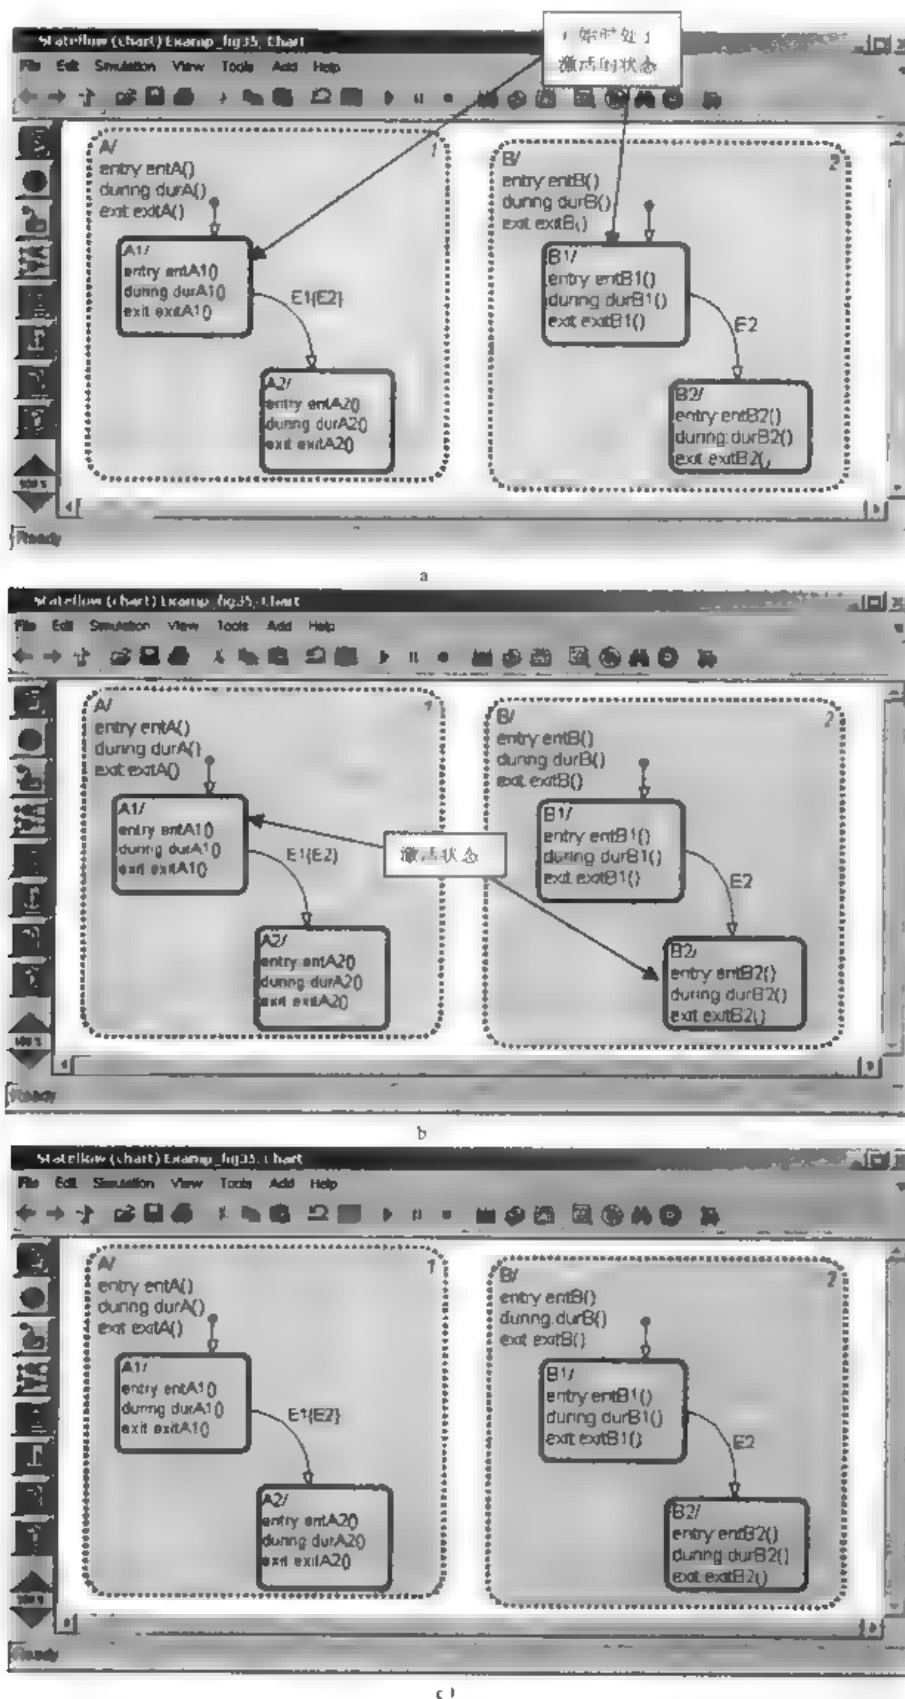 Stateflow (chart) Examp_fig35, Chart
File Edit Simulation View Tools Add Help
始时处于
激活的状态
A/
entry entA()
during durA()
exit exitA()
1
A1/
entry entA1()
during durA1()
exit exitA1()
E1{E2}
A2/
entry entA2()
during durA2()
exit exitA2()
B/
entry entB()
during durB()
exit exitB()
2
B1/
entry entB1()
during durB1()
exit exitB1()
E2
B2/
entry entB2()
during durB2()
exit exitB2()
Ready
a
Stateflow (chart) Examp_fig35, Chart
File Edit Simulation View Tools Add Help
A/
entry entA()
during durA()
exit exitA()
1
A1/
entry entA1()
during durA1()
exit exitA1()
E1{E2}
A2/
entry entA2()
during durA2()
exit exitA2()
激活状态
B/
entry entB()
during durB()
exit exitB()
2
B1/
entry entB1()
during durB1()
exit exitB1()
E2
B2/
entry entB2()
during durB2()
exit exitB2()
Ready
b
Stateflow (chart) Examp_fig35, Chart
File Edit Simulation View Tools Add Help
A/
entry entA()
during durA()
exit exitA()
1
A1/
entry entA1()
during durA1()
exit exitA1()
E1{E2}
A2/
entry entA2()
during durA2()
exit exitA2()
B/
entry entB()
during durB()
exit exitB()
2
B1/
entry entB1()
during durB1()
exit exitB1()
E2
B2/
entry entB2()
during durB2()
exit exitB2()
Ready
c